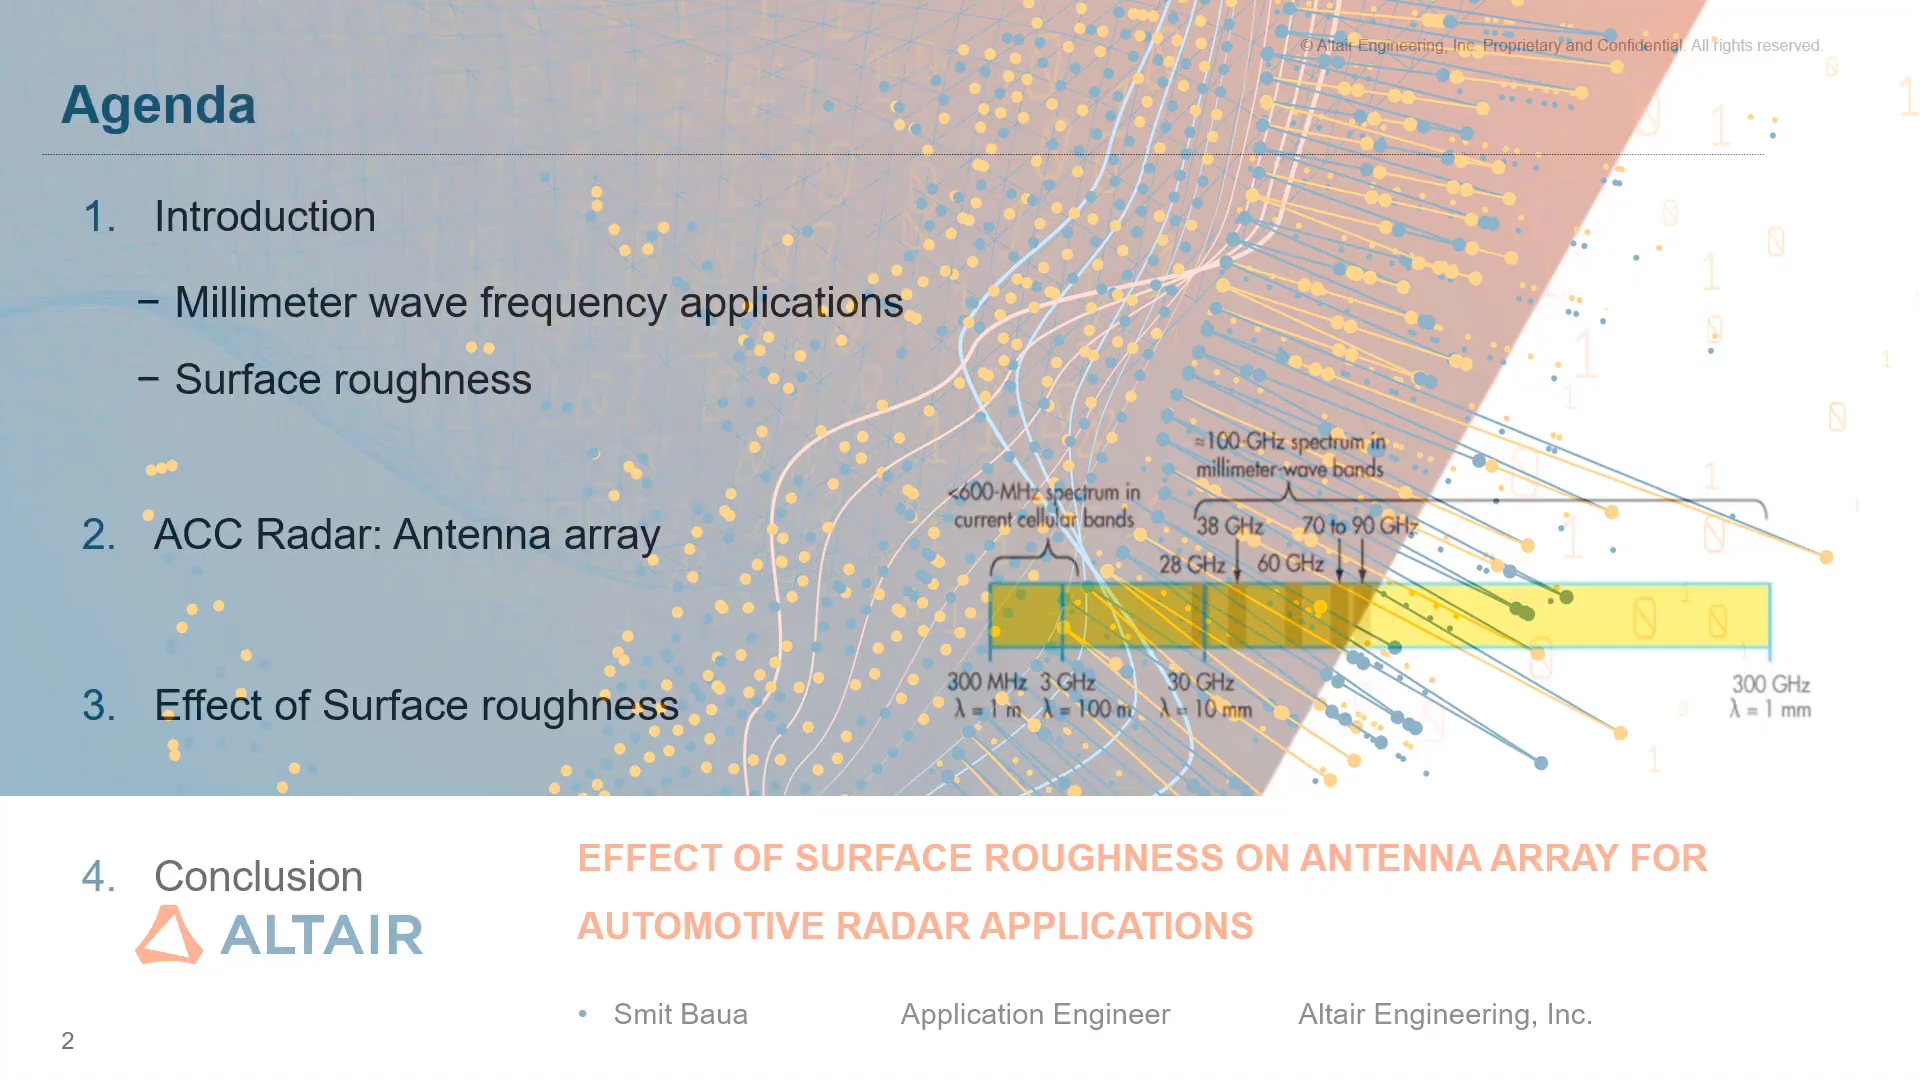 © Altair Engineering, Inc. Proprietary and Confidential. All rights reserved.
Agenda
1. Introduction
− Millimeter wave frequency applications
− Surface roughness
2. ACC Radar: Antenna array
3. Effect of Surface roughness
4. Conclusion
≈100 GHz spectrum in
millimeter-wave bands
<600-MHz spectrum in
current cellular bands
38 GHz 70 to 90 GHz
28 GHz 60 GHz
300 MHz 3 GHz 30 GHz 300 GHz
λ = 1 m λ = 100 m λ = 10 mm λ = 1 mm
ALTAIR
EFFECT OF SURFACE ROUGHNESS ON ANTENNA ARRAY FOR
AUTOMOTIVE RADAR APPLICATIONS
• Smit Baua Application Engineer Altair Engineering, Inc.
2